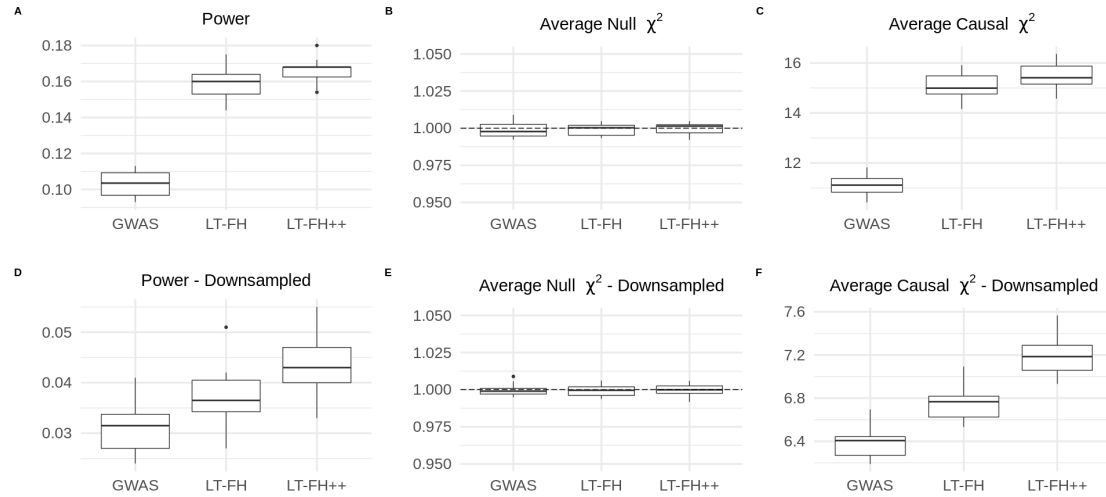 A
Power
0.18
0.16
0.14
0.12
0.10
GWAS LT-FH LT-FH++
B
Average Null χ²
1.050
1.025
1.000
0.975
0.950
GWAS LT-FH LT-FH++
C
Average Causal χ²
16
15
12
GWAS LT-FH LT-FH++
D
Power - Downsampled
0.05
0.04
0.03
GWAS LT-FH LT-FH++
E
Average Null χ² - Downsampled
1.050
1.025
1.000
0.975
0.950
GWAS LT-FH LT-FH++
F
Average Causal χ² - Downsampled
7.6
7.2
6.8
6.4
GWAS LT-FH LT-FH++